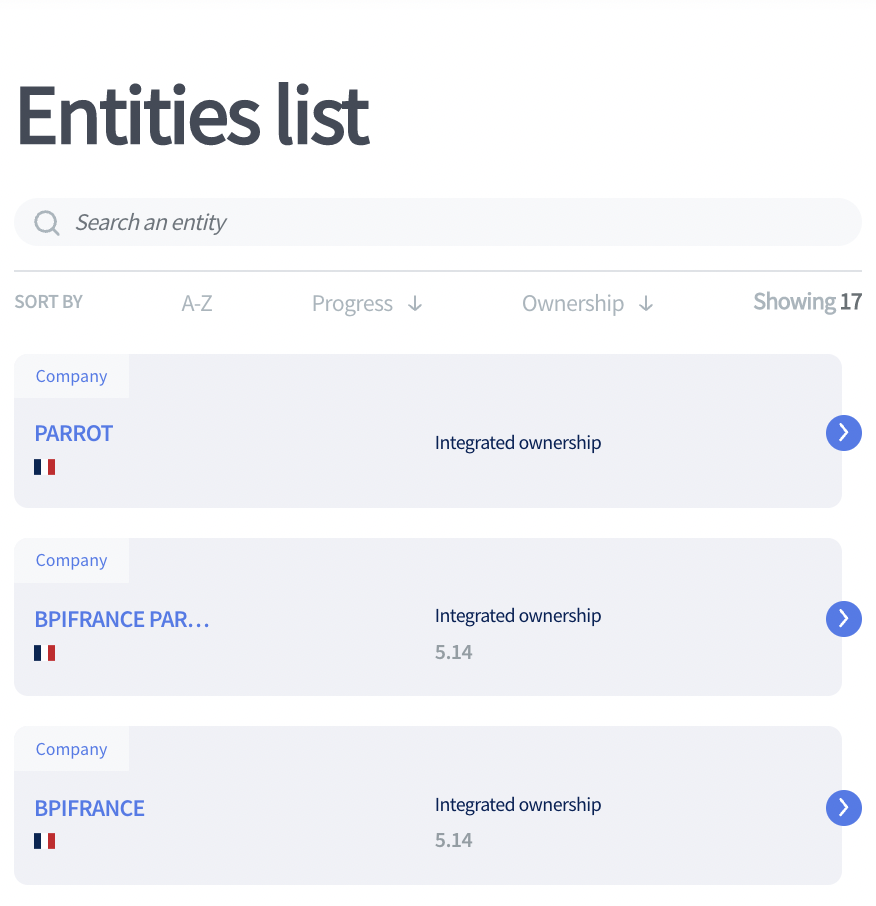 Entities list
Search an entity
SORT BY A-Z Progress ↓ Ownership ↓ Showing 17
Company
PARROT
Integrated ownership
Company
BPIFRANCE PAR...
Integrated ownership
5.14
Company
BPIFRANCE
Integrated ownership
5.14